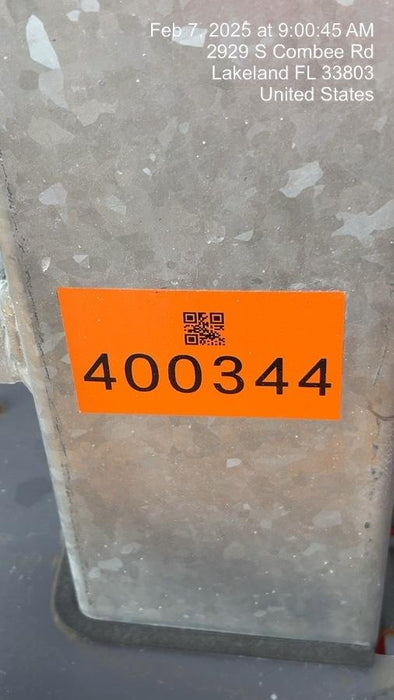 Feb 7, 2025 at 9:00:45 AM
2929 S Combee Rd
Lakeland FL 33803
United States
400344